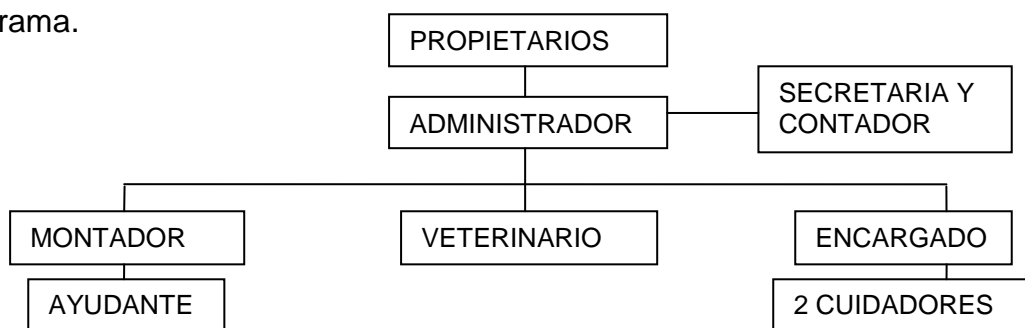 rama.
PROPIETARIOS
ADMINISTRADOR
SECRETARIA Y
CONTADOR
MONTADOR
VETERINARIO
ENCARGADO
AYUDANTE
2 CUIDADORES